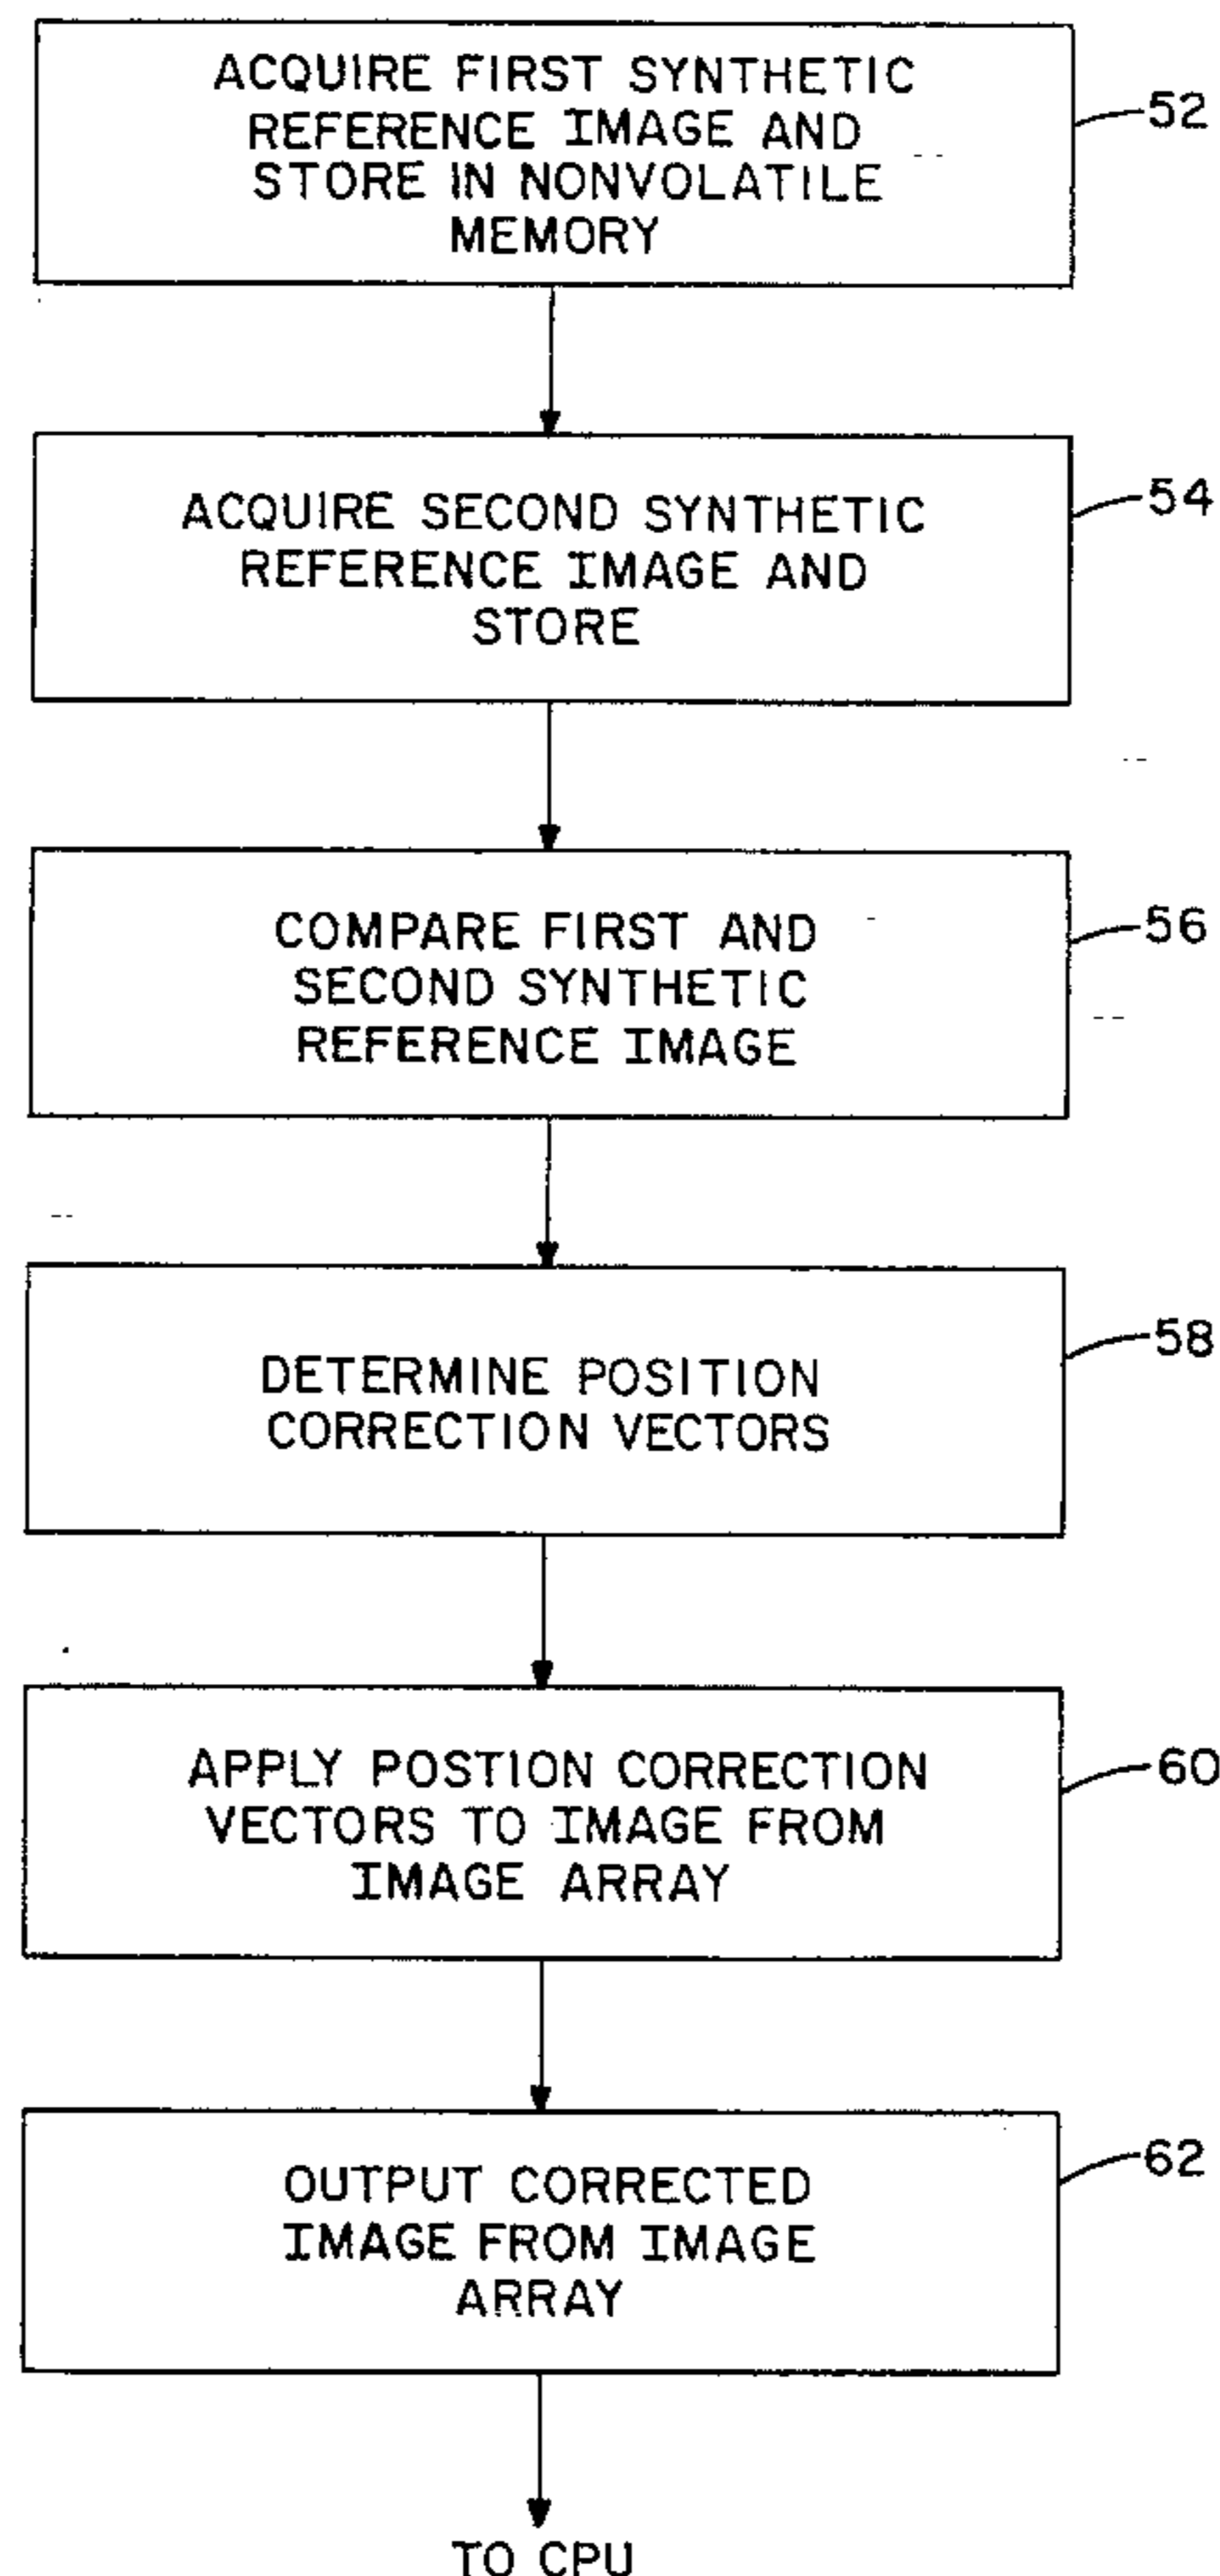 ACQUIRE FIRST SYNTHETIC
REFERENCE IMAGE AND
STORE IN NONVOLATILE
MEMORY
52
ACQUIRE SECOND SYNTHETIC
REFERENCE IMAGE AND
STORE
54
COMPARE FIRST AND
SECOND SYNTHETIC
REFERENCE IMAGE
56
DETERMINE POSITION
CORRECTION VECTORS
58
APPLY POSTION CORRECTION
VECTORS TO IMAGE FROM
IMAGE ARRAY
60
OUTPUT CORRECTED
IMAGE FROM IMAGE
ARRAY
62
TO CPU